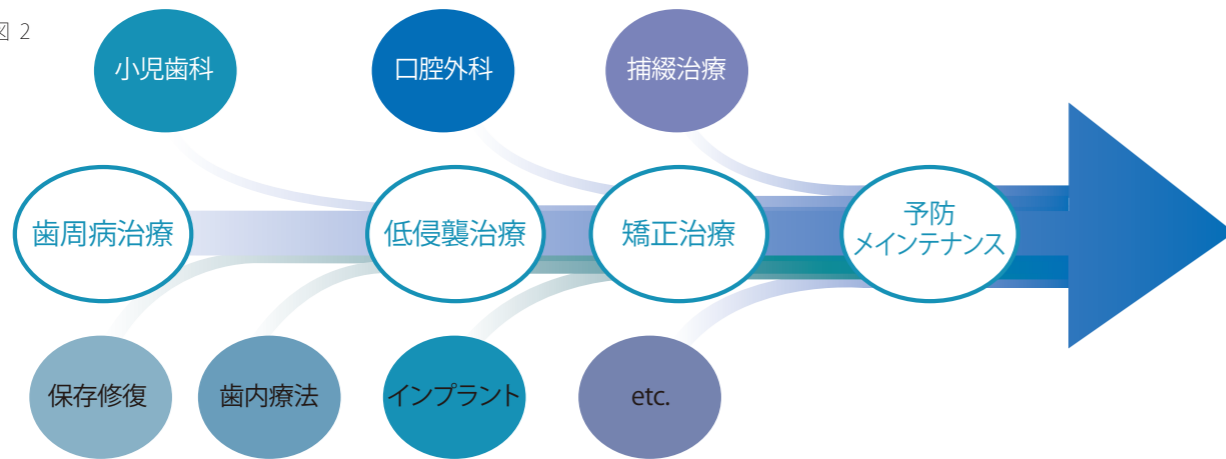 図 2
小児歯科
口腔外科
捕綴治療
歯周病治療
低侵襲治療
矯正治療
予防
メインテナンス
保存修復
歯内療法
インプラント
etc.